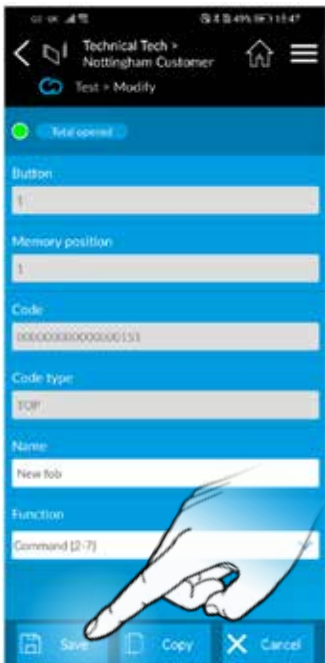 Technical Tech >
Nottingham Customer
Test > Modify
Total opened
Button
1
Memory position
1
Code
Code type
TOP
Name
New fob
Function
Command [2-7]
Save
Copy
Cancel